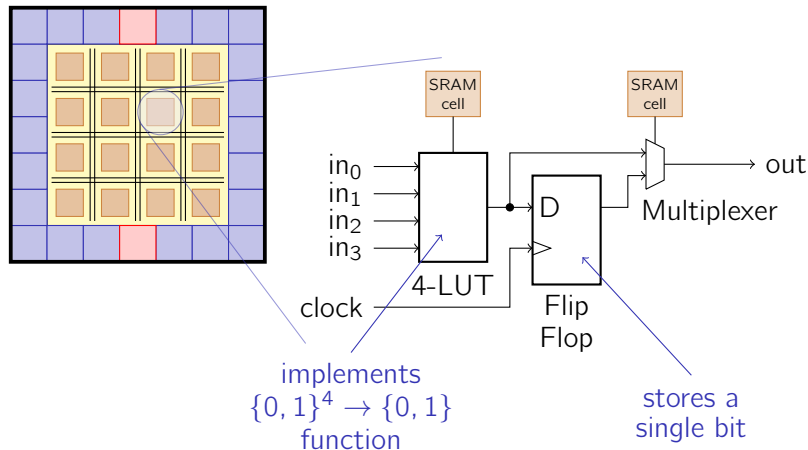 SRAM
cell
SRAM
cell
in0
in1
in2
in3
D
out
Multiplexer
4-LUT
clock
Flip
Flop
implements
{0, 1}⁴ → {0, 1}
function
stores a
single bit